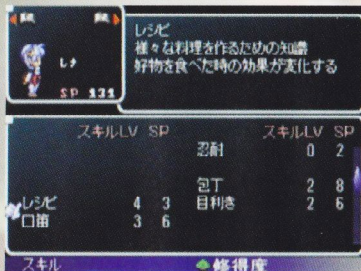 レナ
SP 131
レシピ
様々な料理を作るための知識
好物を食べた時の効果が変化する
スキルLV SP スキルLV SP
忍耐 0 2
包丁 2 8
レシピ 4 3 目利き 2 6
口笛 3 6
スキル 修得度